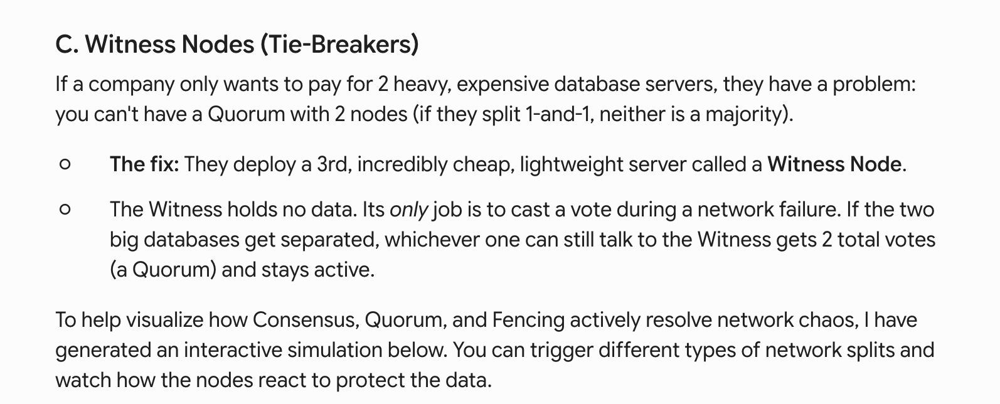 C. Witness Nodes (Tie-Breakers)
If a company only wants to pay for 2 heavy, expensive database servers, they have a problem:
you can't have a Quorum with 2 nodes (if they split 1-and-1, neither is a majority).
The fix: They deploy a 3rd, incredibly cheap, lightweight server called a Witness Node.
The Witness holds no data. Its only job is to cast a vote during a network failure. If the two
big databases get separated, whichever one can still talk to the Witness gets 2 total votes
(a Quorum) and stays active.
To help visualize how Consensus, Quorum, and Fencing actively resolve network chaos, I have
generated an interactive simulation below. You can trigger different types of network splits and
watch how the nodes react to protect the data.